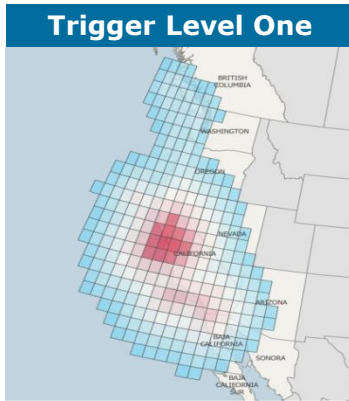 Trigger Level One
BRITISH
COLUMBIA
WASHINGTON
OREGON
NEVADA
CALIFORNIA
ARIZONA
BAJA
CALIFORNIA
SONORA
BAJA
CALIFORNIA
SUR